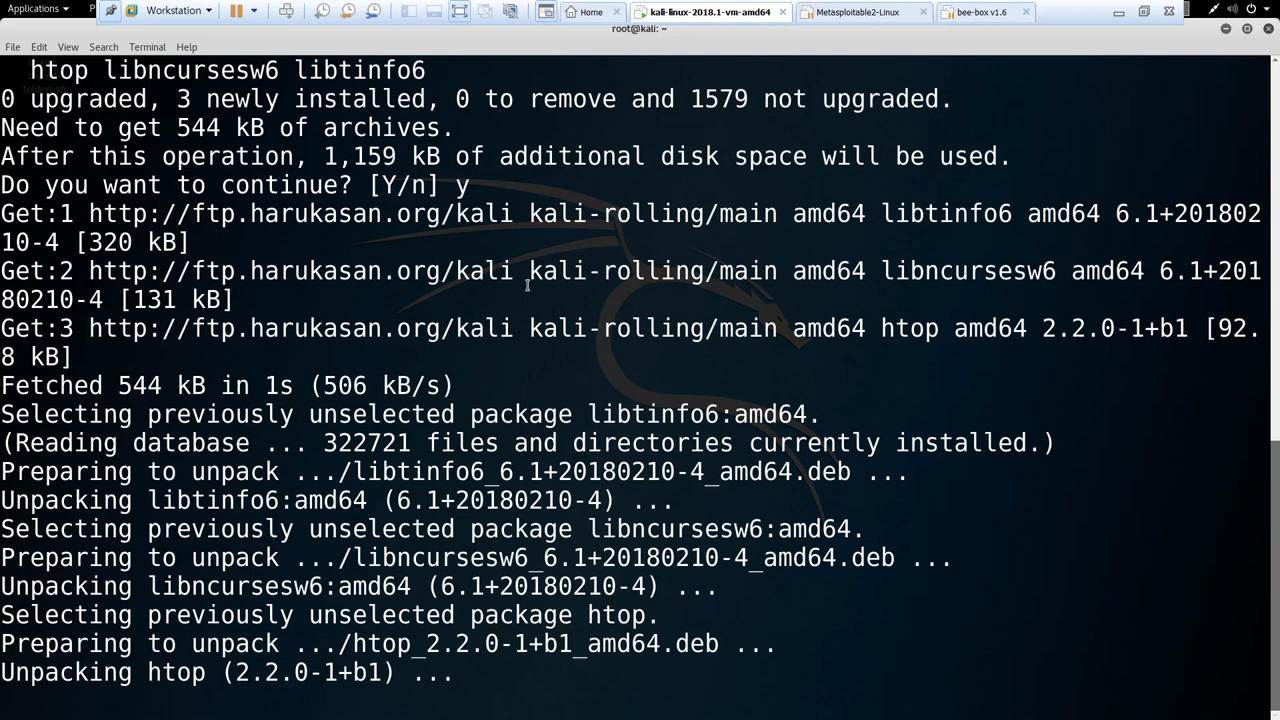 Applications
P
Workstation
Home
kali-linux-2018.1-vm-amd64
Metasploitable2-Linux
bee-box v1.6
root@kali: ~
File Edit View Search Terminal Help
htop libncursesw6 libtinfo6
0 upgraded, 3 newly installed, 0 to remove and 1579 not upgraded.
Need to get 544 kB of archives.
After this operation, 1,159 kB of additional disk space will be used.
Do you want to continue? [Y/n] y
Get:1 http://ftp.harukasan.org/kali kali-rolling/main amd64 libtinfo6 amd64 6.1+201802
10-4 [320 kB]
Get:2 http://ftp.harukasan.org/kali kali-rolling/main amd64 libncursesw6 amd64 6.1+201
80210-4 [131 kB]
Get:3 http://ftp.harukasan.org/kali kali-rolling/main amd64 htop amd64 2.2.0-1+b1 [92.
8 kB]
Fetched 544 kB in 1s (506 kB/s)
Selecting previously unselected package libtinfo6:amd64.
(Reading database ... 322721 files and directories currently installed.)
Preparing to unpack .../libtinfo6_6.1+20180210-4_amd64.deb ...
Unpacking libtinfo6:amd64 (6.1+20180210-4) ...
Selecting previously unselected package libncursesw6:amd64.
Preparing to unpack .../libncursesw6_6.1+20180210-4_amd64.deb ...
Unpacking libncursesw6:amd64 (6.1+20180210-4) ...
Selecting previously unselected package htop.
Preparing to unpack .../htop_2.2.0-1+b1_amd64.deb ...
Unpacking htop (2.2.0-1+b1) ...